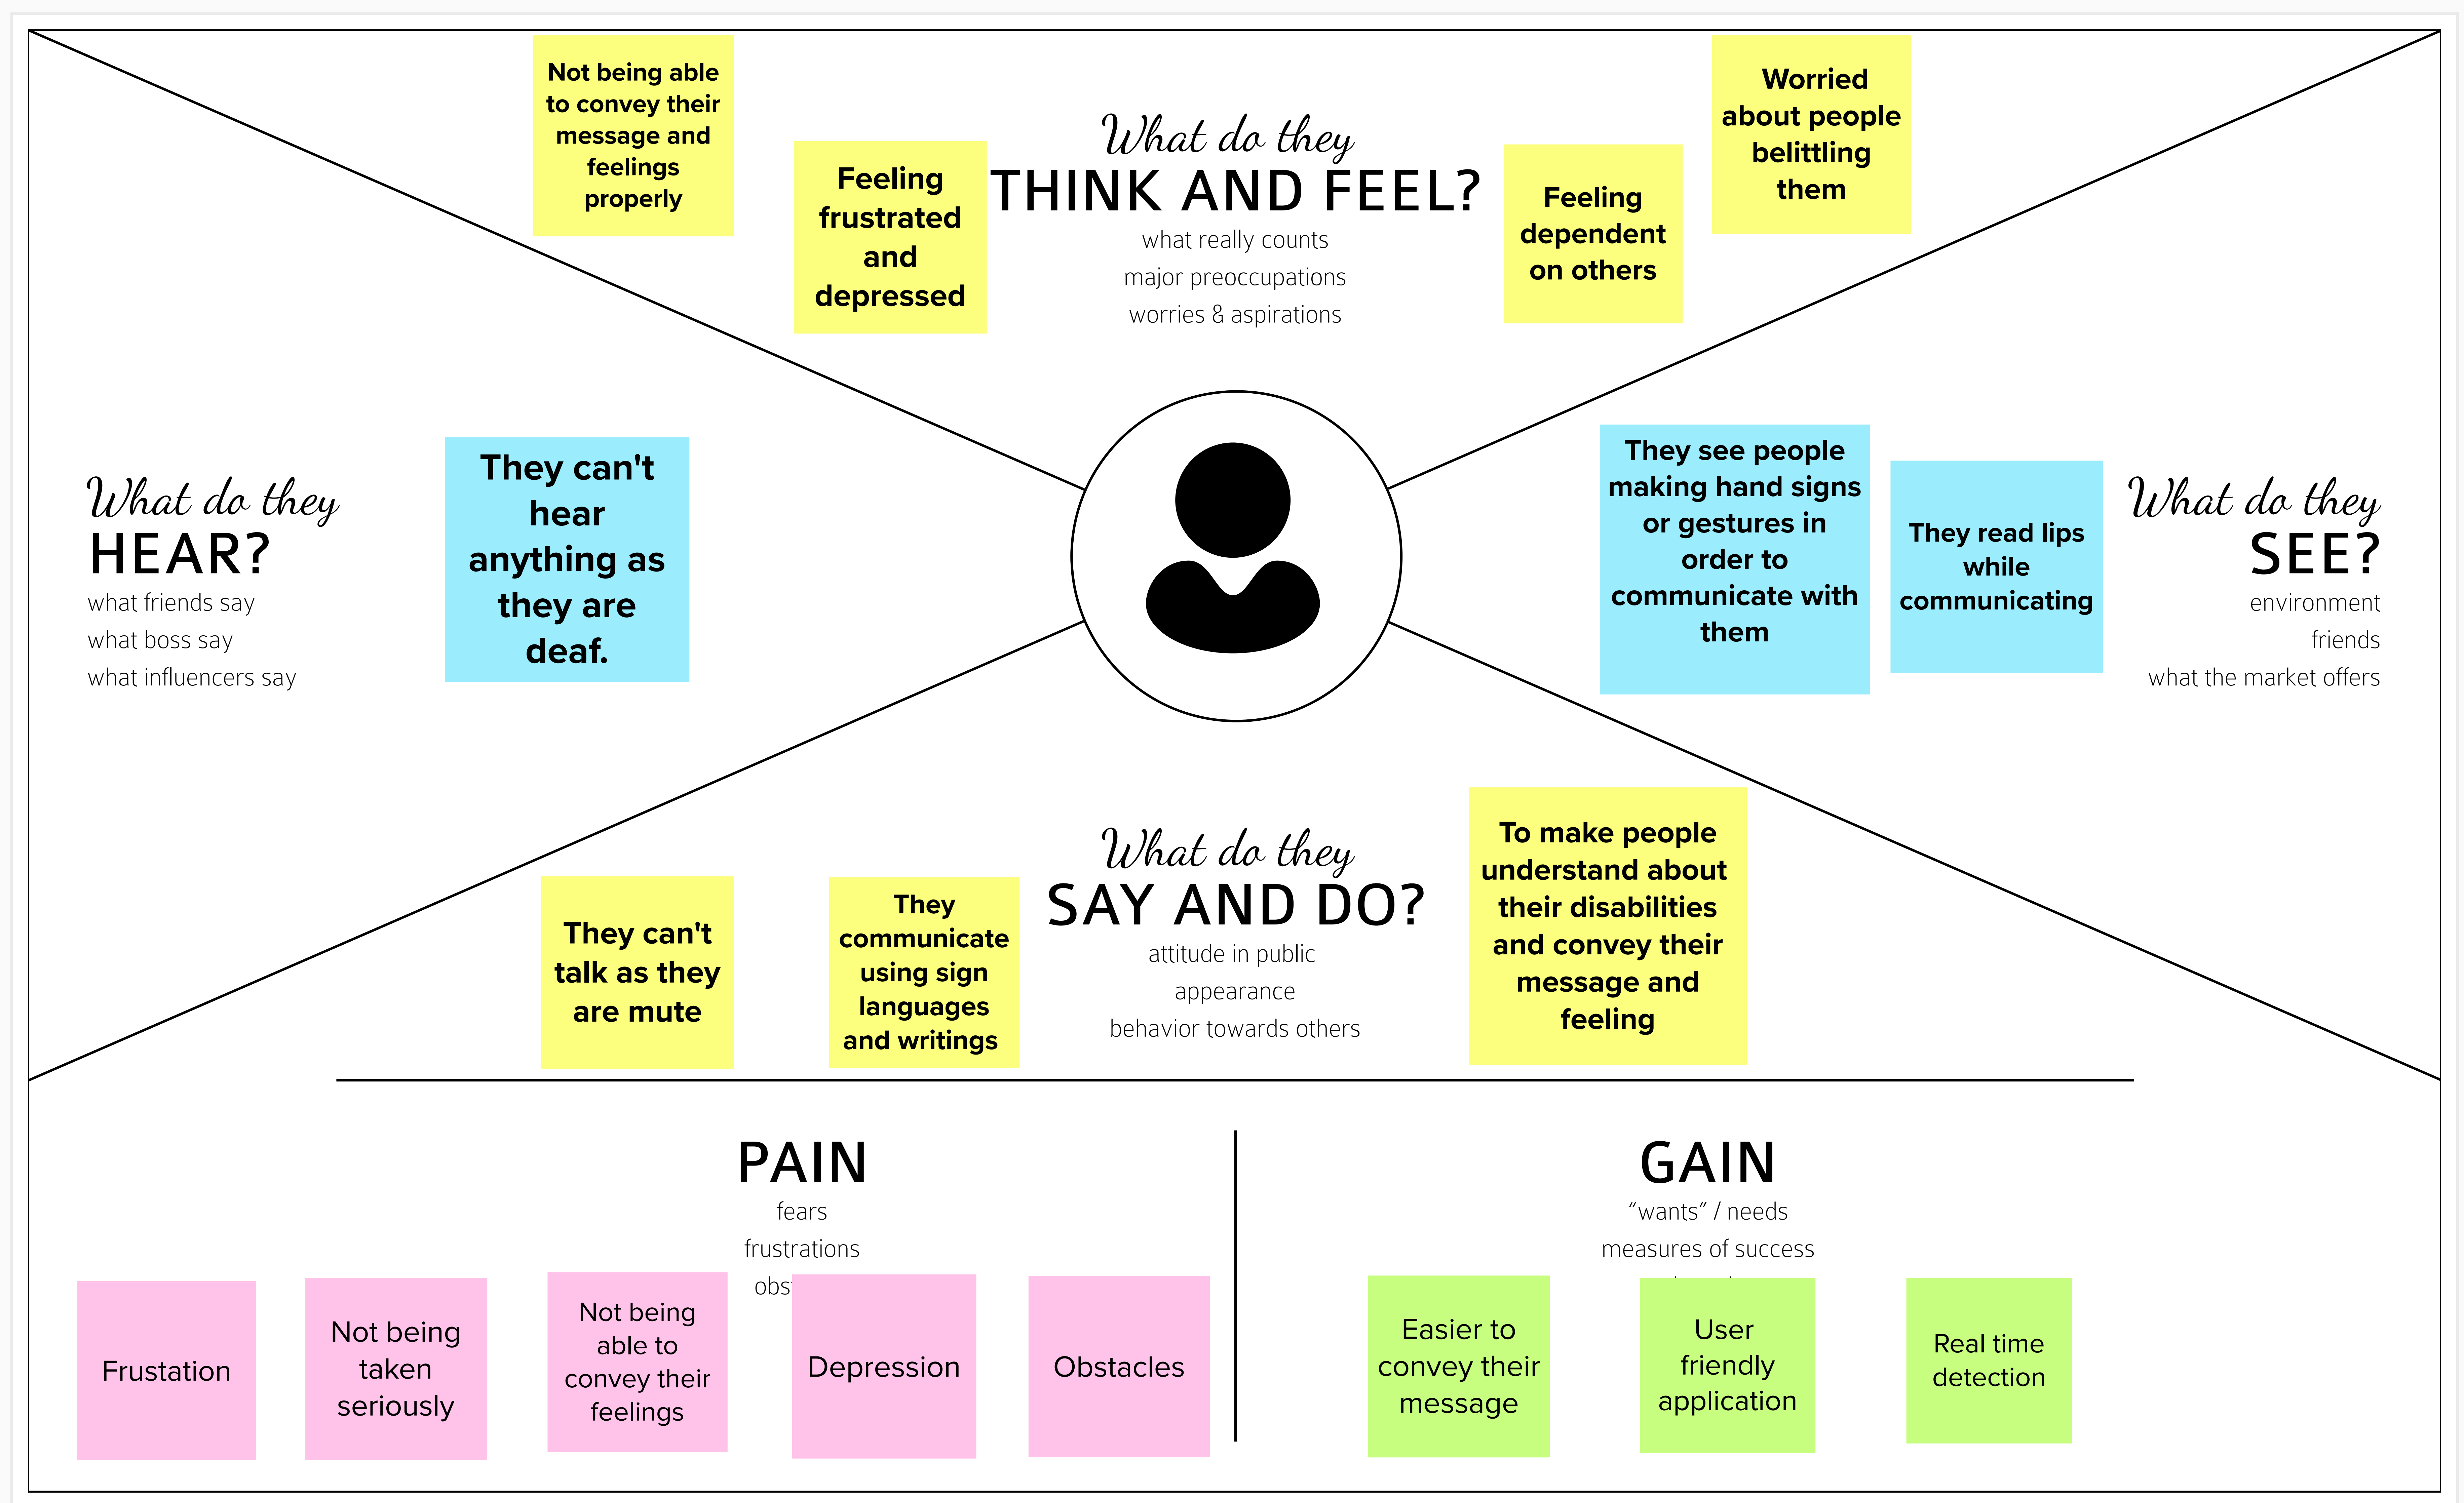 Not being able
to convey their
message and
feelings
properly
Feeling
frustrated
and
depressed
What do they
THINK AND FEEL?
what really counts
major preoccupations
worries & aspirations
Feeling
dependent
on others
Worried
about people
belittling
them
What do they
HEAR?
what friends say
what boss say
what influencers say
They can't
hear
anything as
they are
deaf.
They see people
making hand signs
or gestures in
order to
communicate with
them
They read lips
while
communicating
What do they
SEE?
environment
friends
what the market offers
They can't
talk as they
are mute
They
communicate
using sign
languages
and writings
What do they
SAY AND DO?
attitude in public
appearance
behavior towards others
To make people
understand about
their disabilities
and convey their
message and
feeling
PAIN
fears
frustrations
Frustation
Not being
taken
seriously
Not being
able to
convey their
feelings
Depression
Obstacles
GAIN
“wants” / needs
measures of success
Easier to
convey their
message
User
friendly
application
Real time
detection